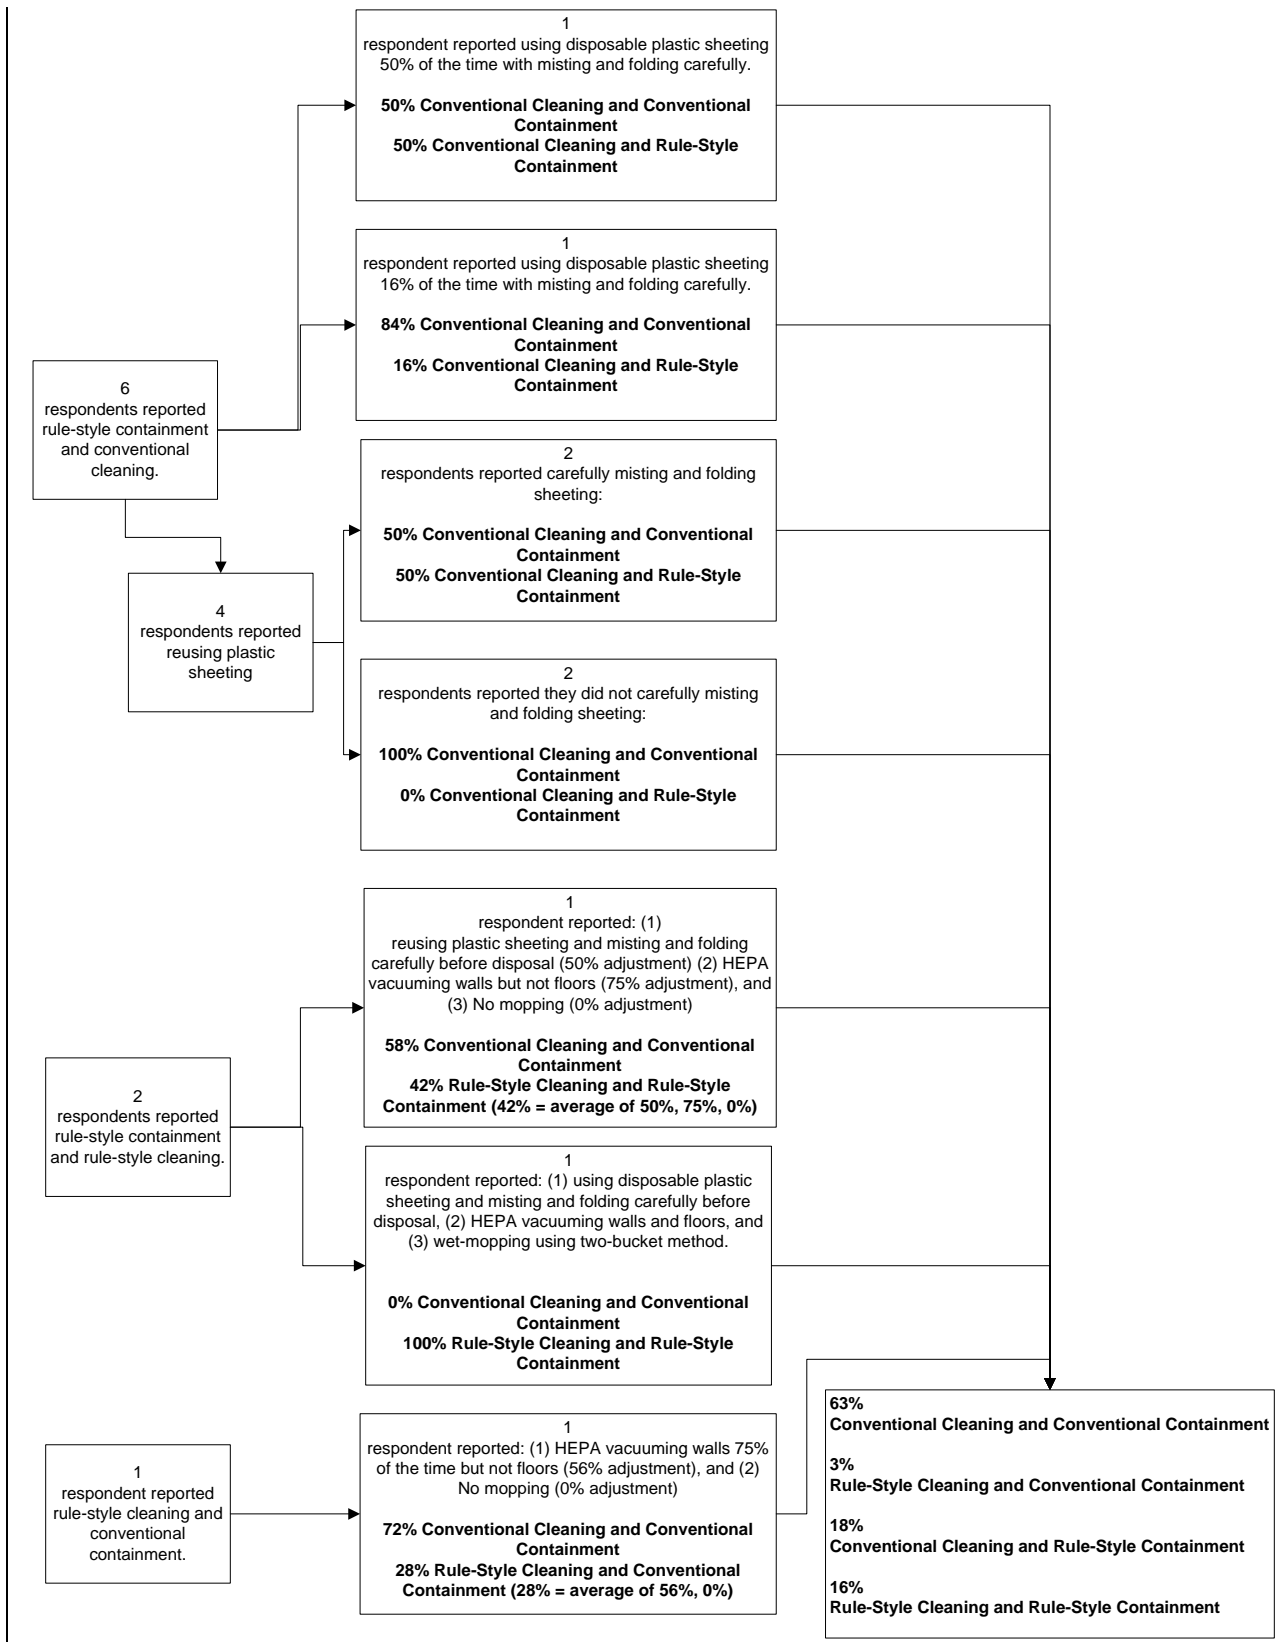 1
respondent reported using disposable plastic sheeting
50% of the time with misting and folding carefully.
50% Conventional Cleaning and Conventional
Containment
50% Conventional Cleaning and Rule-Style
Containment
1
respondent reported using disposable plastic sheeting
16% of the time with misting and folding carefully.
84% Conventional Cleaning and Conventional
Containment
16% Conventional Cleaning and Rule-Style
Containment
6
respondents reported
rule-style containment
and conventional
cleaning.
2
respondents reported carefully misting and folding
sheeting:
50% Conventional Cleaning and Conventional
Containment
50% Conventional Cleaning and Rule-Style
Containment
4
respondents reported
reusing plastic
sheeting
2
respondents reported they did not carefully misting
and folding sheeting:
100% Conventional Cleaning and Conventional
Containment
0% Conventional Cleaning and Rule-Style
Containment
1
respondent reported: (1)
reusing plastic sheeting and misting and folding
carefully before disposal (50% adjustment) (2) HEPA
vacuuming walls but not floors (75% adjustment), and
(3) No mopping (0% adjustment)
58% Conventional Cleaning and Conventional
Containment
42% Rule-Style Cleaning and Rule-Style
Containment (42% = average of 50%, 75%, 0%)
2
respondents reported
rule-style containment
and rule-style cleaning.
1
respondent reported: (1) using disposable plastic
sheeting and misting and folding carefully before
disposal, (2) HEPA vacuuming walls and floors, and
(3) wet-mopping using two-bucket method.
0% Conventional Cleaning and Conventional
Containment
100% Rule-Style Cleaning and Rule-Style
Containment
1
respondent reported
rule-style cleaning and
conventional
containment.
1
respondent reported: (1) HEPA vacuuming walls 75%
of the time but not floors (56% adjustment), and (2)
No mopping (0% adjustment)
72% Conventional Cleaning and Conventional
Containment
28% Rule-Style Cleaning and Conventional
Containment (28% = average of 56%, 0%)
63%
Conventional Cleaning and Conventional Containment
3%
Rule-Style Cleaning and Conventional Containment
18%
Conventional Cleaning and Rule-Style Containment
16%
Rule-Style Cleaning and Rule-Style Containment